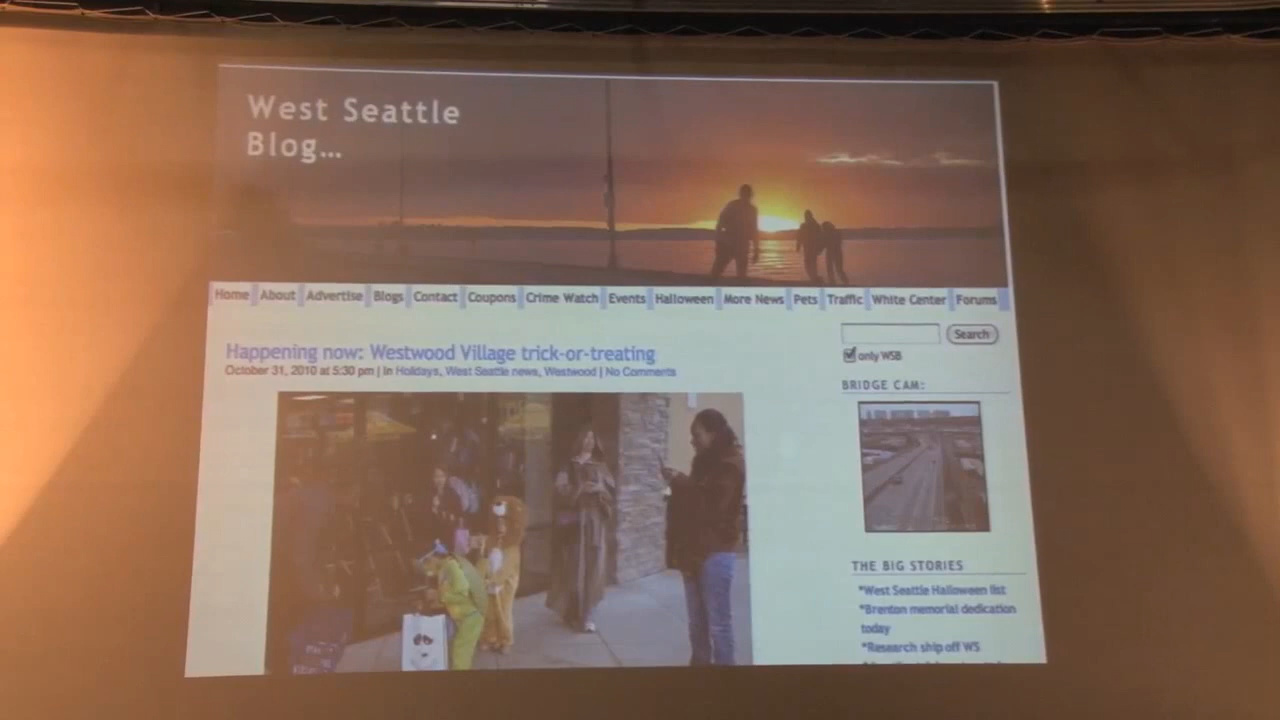 West Seattle
Blog...
Home About Advertise Blogs Contact Coupons Crime Watch Events Halloween More News Pets Traffic White Center Forums
Search
only WSB
Happening now: Westwood Village trick-or-treating
October 31, 2010 at 5:30 pm | In Holidays, West Seattle news, Westwood | No Comments
BRIDGE CAM:
THE BIG STORIES
*West Seattle Halloween list
*Brenton memorial dedication
today
*Research ship off WS